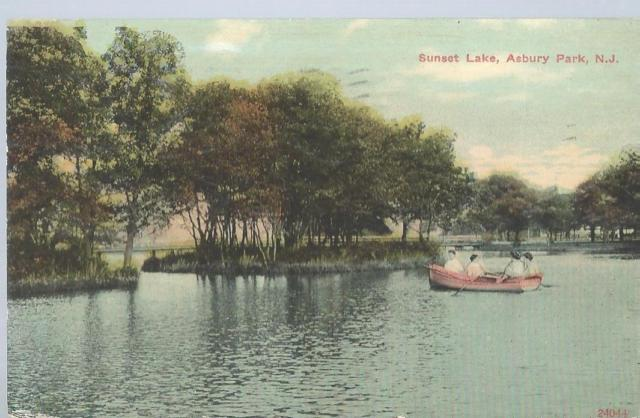 Sunset Lake, Asbury Park, N.J.
24044